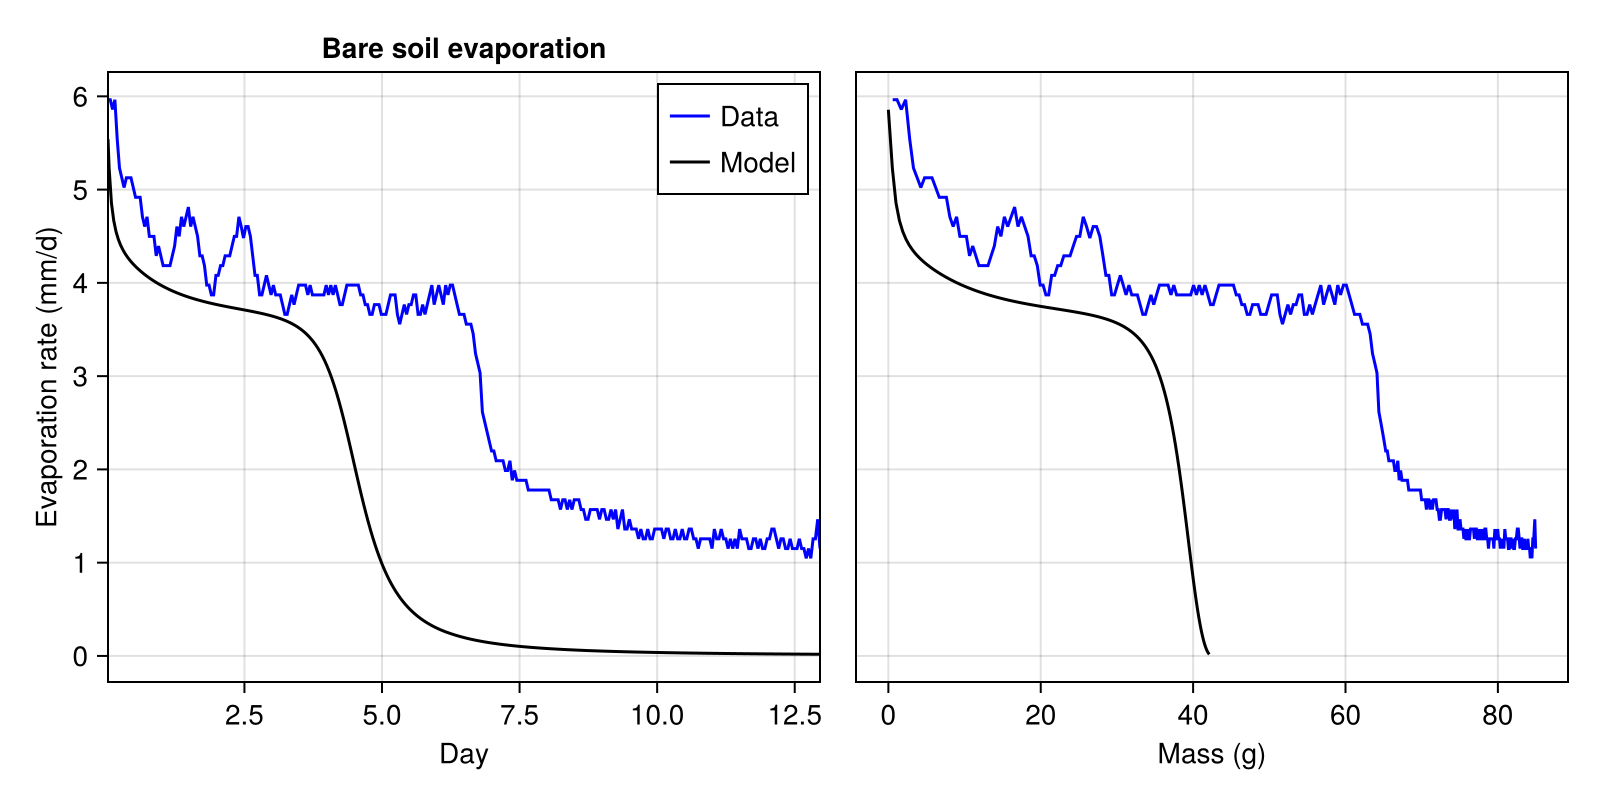 Bare soil evaporation
Data
Model
Evaporation rate (mm/d)
6
5
4
3
2
1
0
2.5 5.0 7.5 10.0 12.5
Day
0 20 40 60 80
Mass (g)